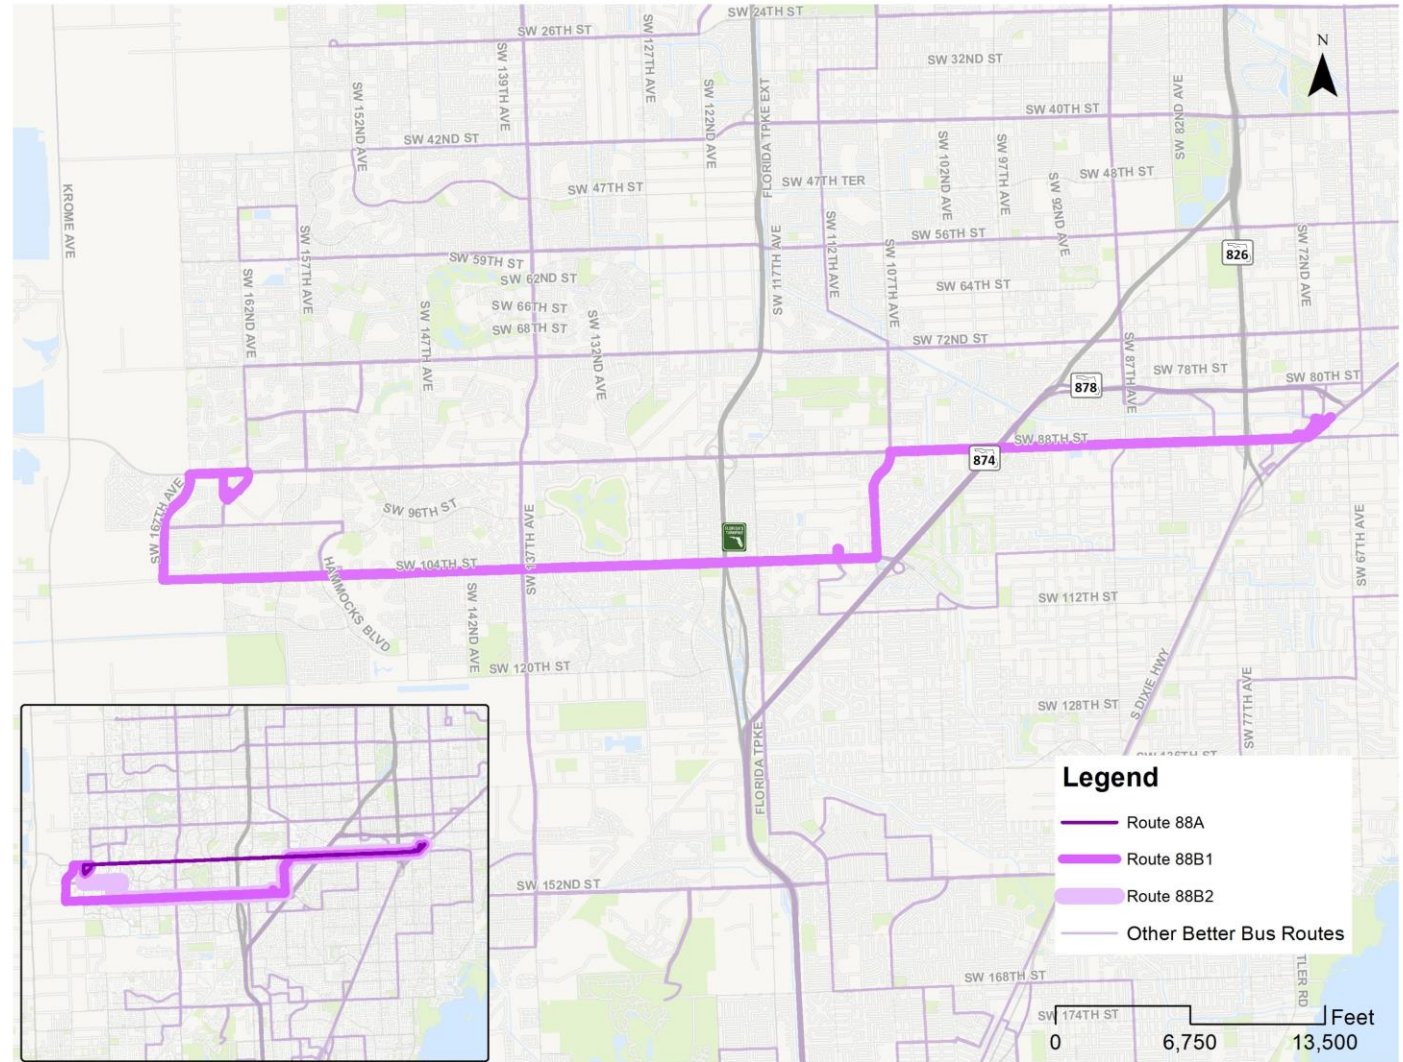 SW 24TH ST
SW 26TH ST
SW 127TH AVE
SW 139TH AVE
N
SW 32ND ST
SW 152ND AVE
SW 122ND AVE
FLORIDA TPKE EXT
SW 82ND AVE
SW 40TH ST
SW 42ND ST
SW 102ND AVE
SW 97TH AVE
SW 48TH ST
SW 47TH TER
SW 47TH ST
SW 92ND AVE
KROME AVE
SW 157TH AVE
SW 117TH AVE
SW 112TH AVE
SW 107TH AVE
SW 56TH ST
SW 72ND AVE
826
SW 59TH ST
SW 62ND ST
SW 162ND AVE
SW 64TH ST
SW 147TH AVE
SW 66TH ST
SW 68TH ST
SW 132ND AVE
SW 72ND ST
SW 87TH AVE
SW 78TH ST
SW 80TH ST
878
SW 88TH ST
874
SW 167TH AVE
SW 96TH ST
SW 137TH AVE
SW 67TH AVE
SW 104TH ST
HAMMOCKS BLVD
SW 142ND AVE
SW 112TH ST
SW 120TH ST
S DIXIE HWY
SW 77TH AVE
SW 128TH ST
FLORIDA TPKE
SW 135TH ST
Legend
Route 88A
Route 88B1
Route 88B2
Other Better Bus Routes
SW 152ND ST
SW 168TH ST
TLER RD
SW 174TH ST
Feet
0 6,750 13,500